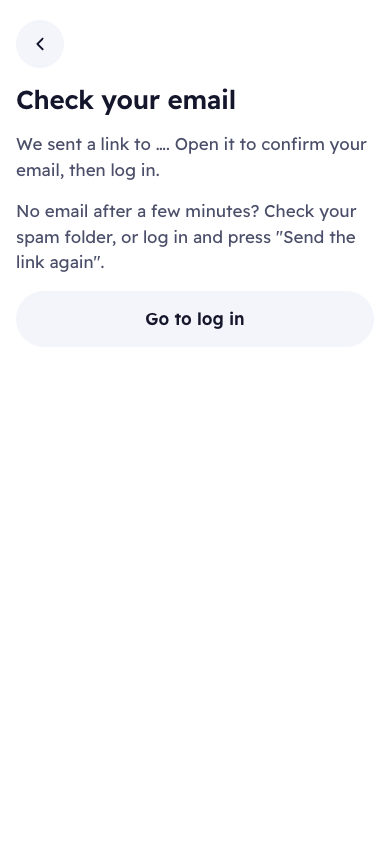 Check your email
We sent a link to .... Open it to confirm your
email, then log in.
No email after a few minutes? Check your
spam folder, or log in and press "Send the
link again".
Go to log in